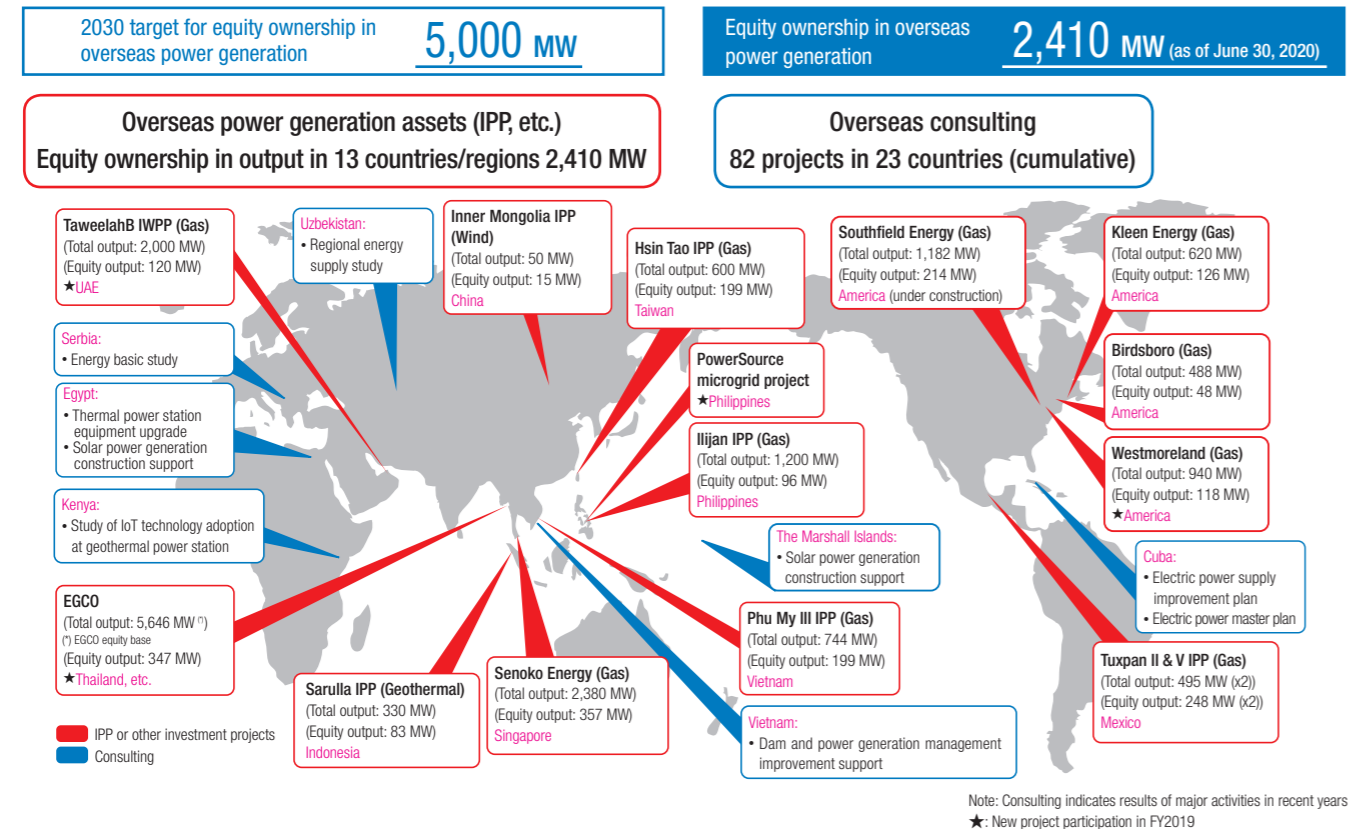 2030 target for equity ownership in
overseas power generation
5,000 MW
Equity ownership in overseas
power generation
2,410 MW (as of June 30, 2020)
Overseas power generation assets (IPP, etc.)
Equity ownership in output in 13 countries/regions 2,410 MW
Overseas consulting
82 projects in 23 countries (cumulative)
TaweelahB IWPP (Gas)
(Total output: 2,000 MW)
(Equity output: 120 MW)
★UAE
Uzbekistan:
• Regional energy
supply study
Inner Mongolia IPP
(Wind)
(Total output: 50 MW)
(Equity output: 15 MW)
China
Hsin Tao IPP (Gas)
(Total output: 600 MW)
(Equity output: 199 MW)
Taiwan
Southfield Energy (Gas)
(Total output: 1,182 MW)
(Equity output: 214 MW)
America (under construction)
Kleen Energy (Gas)
(Total output: 620 MW)
(Equity output: 126 MW)
America
Serbia:
• Energy basic study
PowerSource
microgrid project
★Philippines
Birdsboro (Gas)
(Total output: 488 MW)
(Equity output: 48 MW)
America
Egypt:
• Thermal power station
equipment upgrade
• Solar power generation
construction support
Ilijan IPP (Gas)
(Total output: 1,200 MW)
(Equity output: 96 MW)
Philippines
Westmoreland (Gas)
(Total output: 940 MW)
(Equity output: 118 MW)
★America
Kenya:
• Study of IoT technology adoption
at geothermal power station
The Marshall Islands:
• Solar power generation
construction support
Cuba:
• Electric power supply
improvement plan
• Electric power master plan
EGCO
(Total output: 5,646 MW (*))
(*) EGCO equity base
(Equity output: 347 MW)
★Thailand, etc.
Sarulla IPP (Geothermal)
(Total output: 330 MW)
(Equity output: 83 MW)
Indonesia
Senoko Energy (Gas)
(Total output: 2,380 MW)
(Equity output: 357 MW)
Singapore
Phu My III IPP (Gas)
(Total output: 744 MW)
(Equity output: 199 MW)
Vietnam
Tuxpan II & V IPP (Gas)
(Total output: 495 MW (x2))
(Equity output: 248 MW (x2))
Mexico
Vietnam:
• Dam and power generation management
improvement support
IPP or other investment projects
Consulting
Note: Consulting indicates results of major activities in recent years
★: New project participation in FY2019